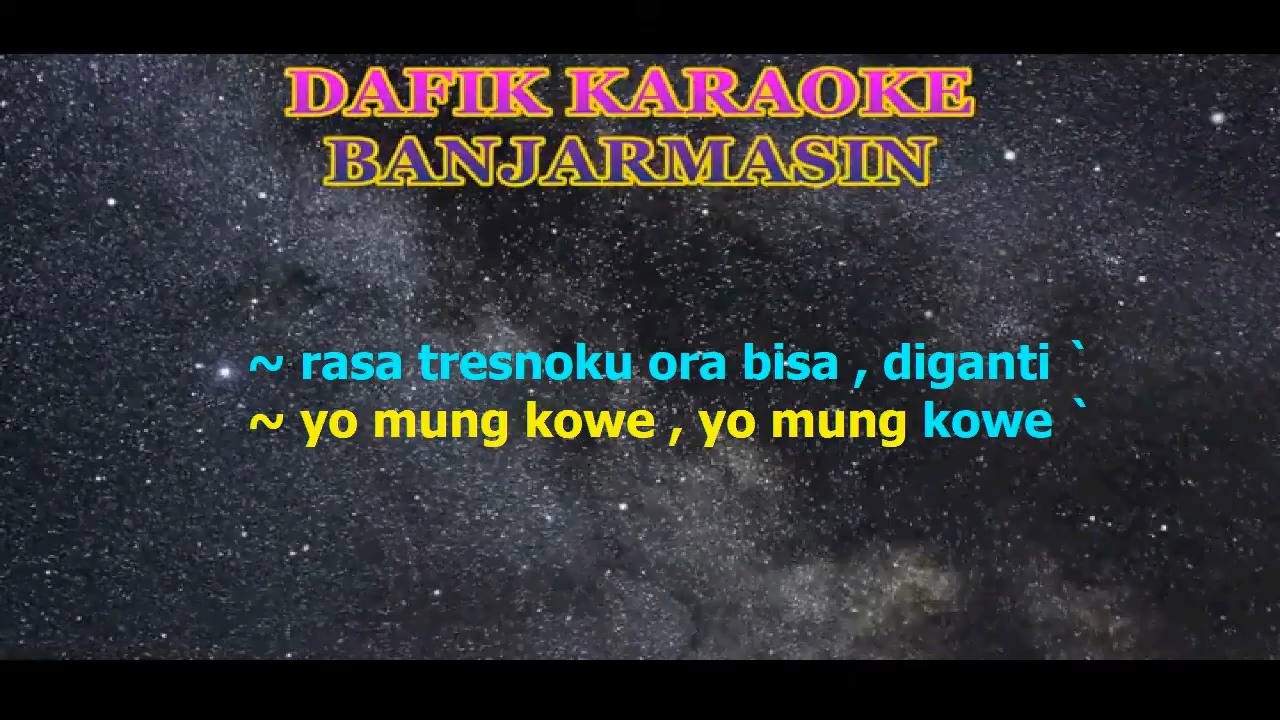 DAFIK KARAOKE
BANJARMASIN
~ rasa tresnoku ora bisa , diganti `
~ yo mung kowe , yo mung kowe `